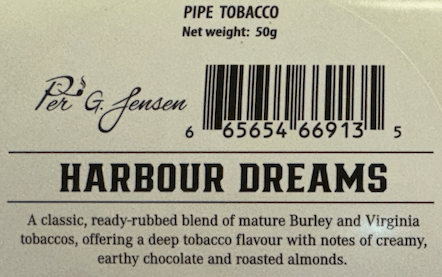 PIPE TOBACCO
Net weight: 50g
Per G. Jensen
6 65654 66913 5
HARBOUR DREAMS
A classic, ready-rubbed blend of mature Burley and Virginia
tobaccos, offering a deep tobacco flavour with notes of creamy,
earthy chocolate and roasted almonds.